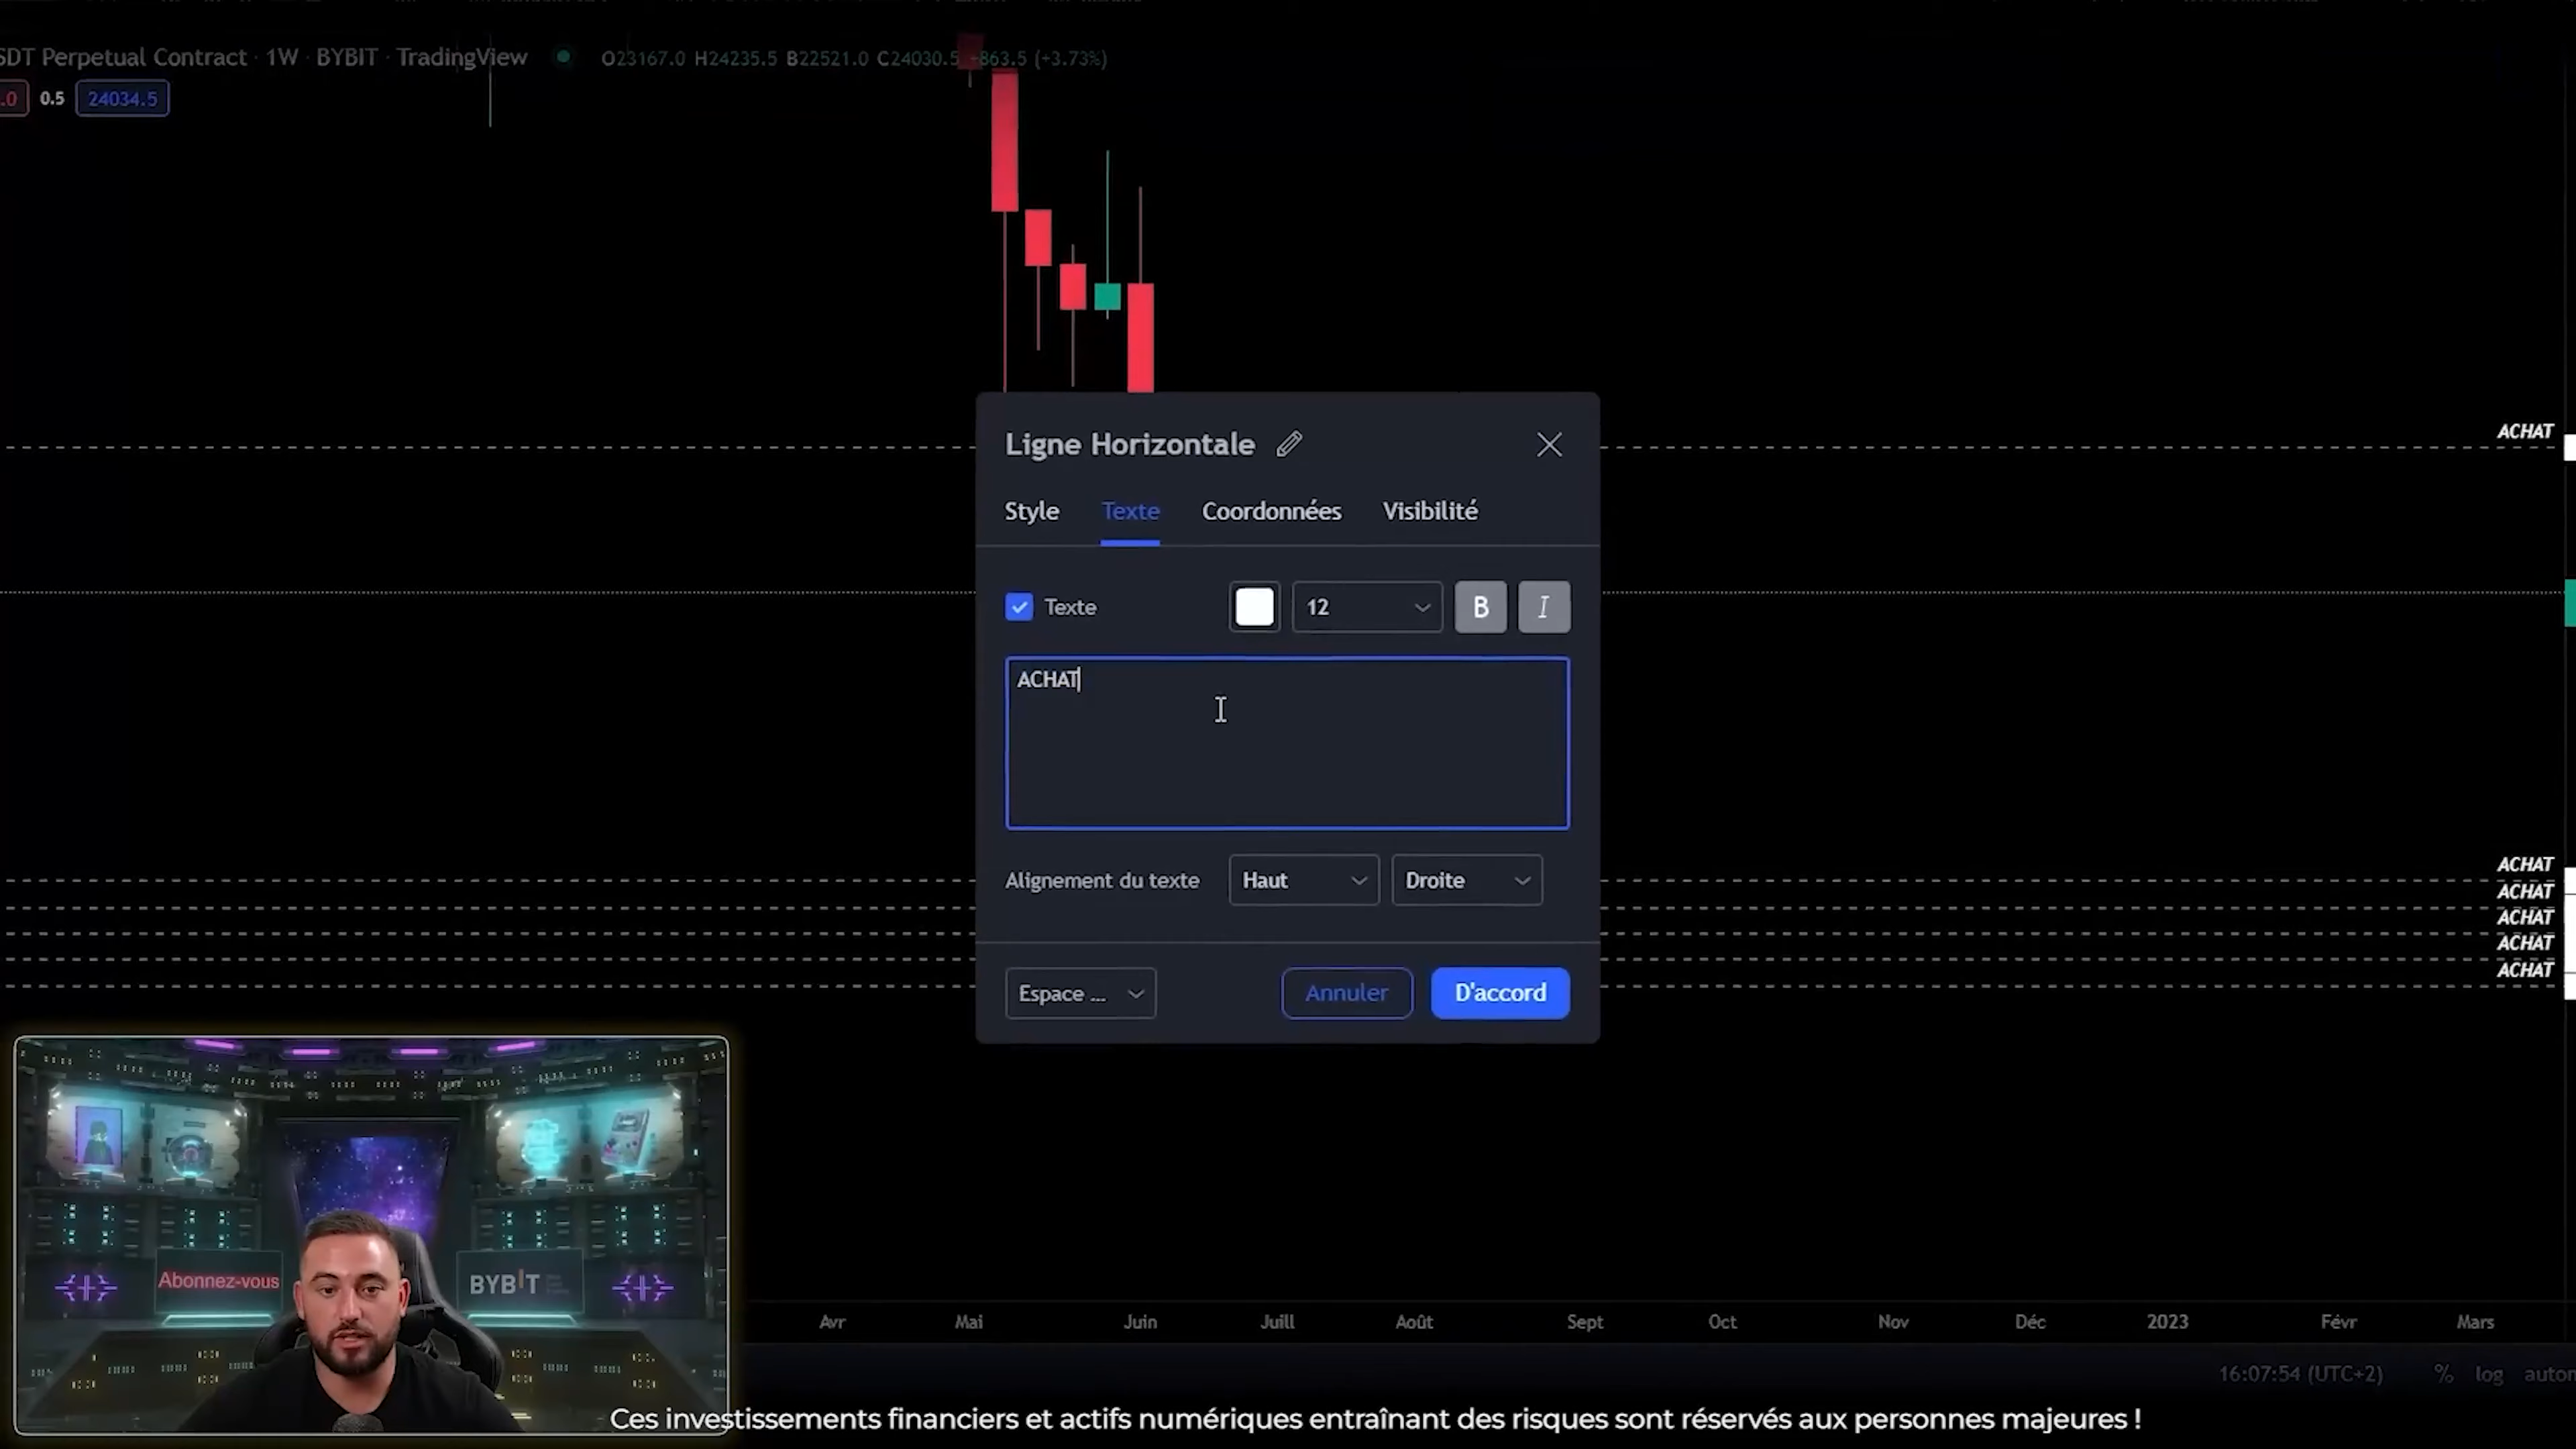 SDT Perpetual Contract · 1W · BYBIT · TradingView
O23167.0 H24235.5 B22521.0 C24030.5 +863.5 (+3.73%)
.0 0.5 24034.5
Ligne Horizontale
ACHAT
Style Texte Coordonnées Visibilité
Texte 12 B I
ACHAT
Alignement du texte Haut Droite
ACHAT
ACHAT
ACHAT
ACHAT
ACHAT
Espace ... Annuler D'accord
Abonnez-vous
BYBIT
Avr Mai Juin Juill Août Sept Oct Nov Déc 2023 Févr Mars
16:07:54 (UTC+2) % log auton
Ces investissements financiers et actifs numériques entraînant des risques sont réservés aux personnes majeures !